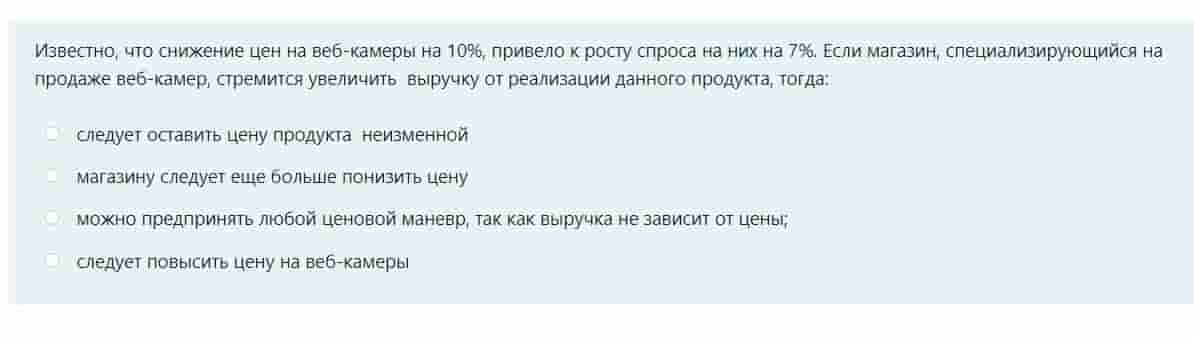 Известно, что снижение цен на веб-камеры на 10%, привело к росту спроса на них на 7%. Если магазин, специализирующийся на
продаже веб-камер, стремится увеличить выручку от реализации данного продукта, тогда:
следует оставить цену продукта неизменной
магазину следует еще больше понизить цену
можно предпринять любой ценовой маневр, так как выручка не зависит от цены;
следует повысить цену на веб-камеры